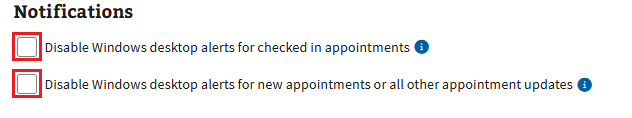 Notifications
Disable Windows desktop alerts for checked in appointments
Disable Windows desktop alerts for new appointments or all other appointment updates